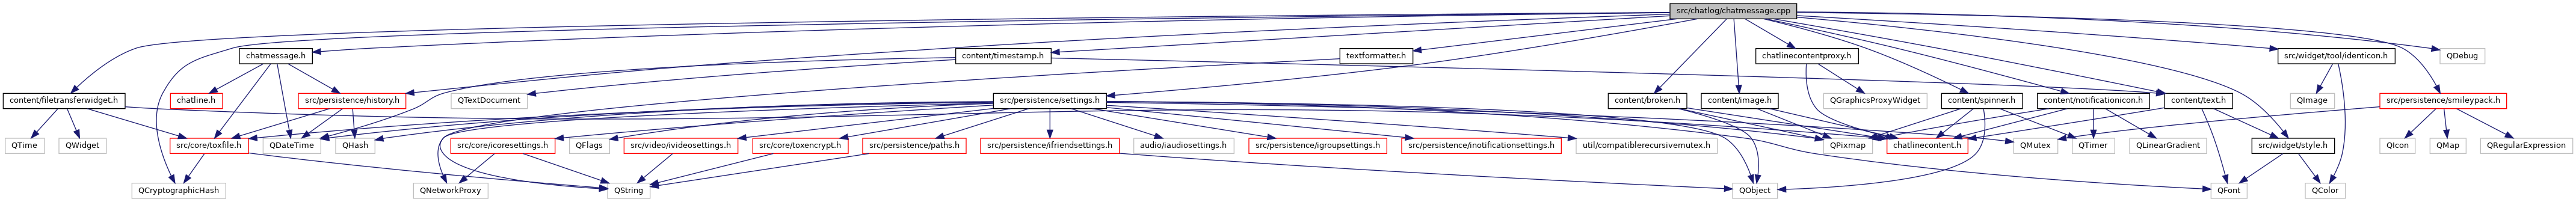 src/chatlog/chatmessage.cpp
chatmessage.h
content/timestamp.h
textformatter.h
chatlinecontentproxy.h
src/widget/tool/identicon.h
QDebug
content/filetransferwidget.h
chatline.h
src/persistence/history.h
QTextDocument
src/persistence/settings.h
content/broken.h
content/image.h
QGraphicsProxyWidget
content/spinner.h
content/notificationicon.h
content/text.h
QImage
src/persistence/smileypack.h
QTime
QWidget
src/core/toxfile.h
QDateTime
QHash
src/core/icoresettings.h
QFlags
src/video/ivideosettings.h
src/core/toxencrypt.h
src/persistence/paths.h
src/persistence/ifriendsettings.h
audio/iaudiosettings.h
src/persistence/igroupsettings.h
src/persistence/inotificationsettings.h
util/compatiblerecursivemutex.h
QPixmap
chatlinecontent.h
QMutex
QTimer
QLinearGradient
src/widget/style.h
QIcon
QMap
QRegularExpression
QCryptographicHash
QNetworkProxy
QString
QObject
QFont
QColor